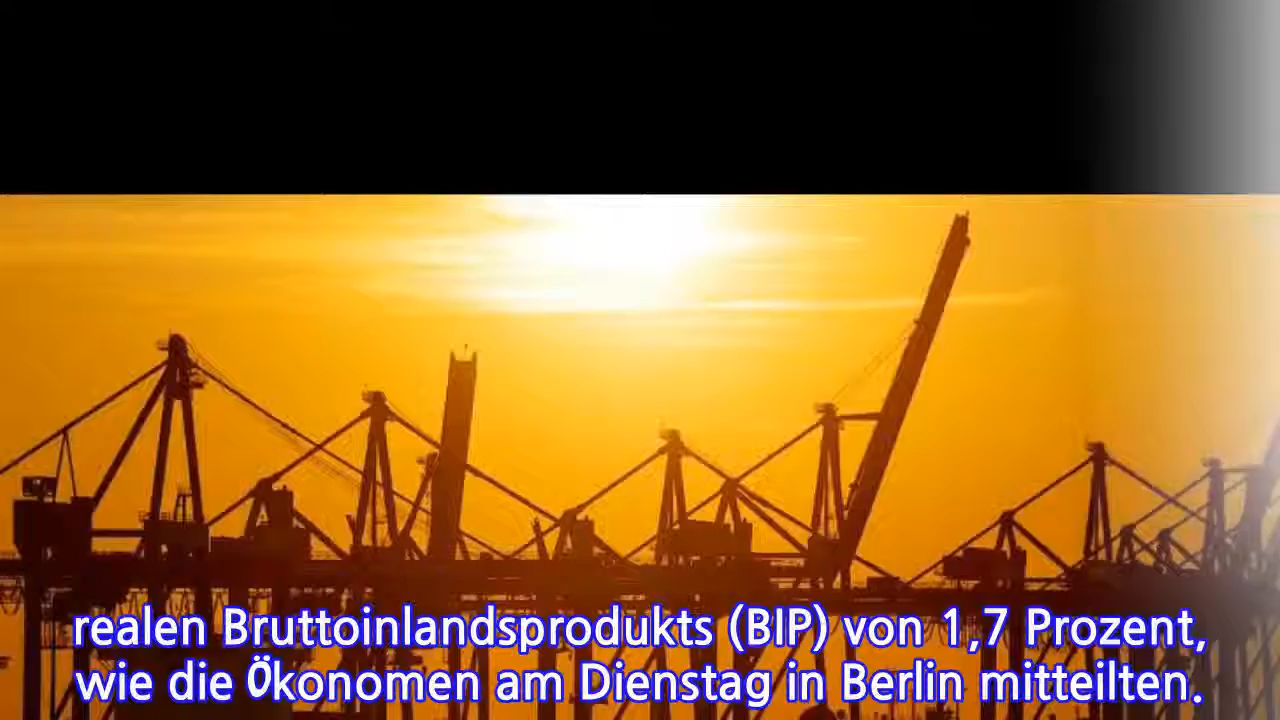 realen Bruttoinlandsprodukts (BIP) von 1,7 Prozent,
wie die Ökonomen am Dienstag in Berlin mitteilten.